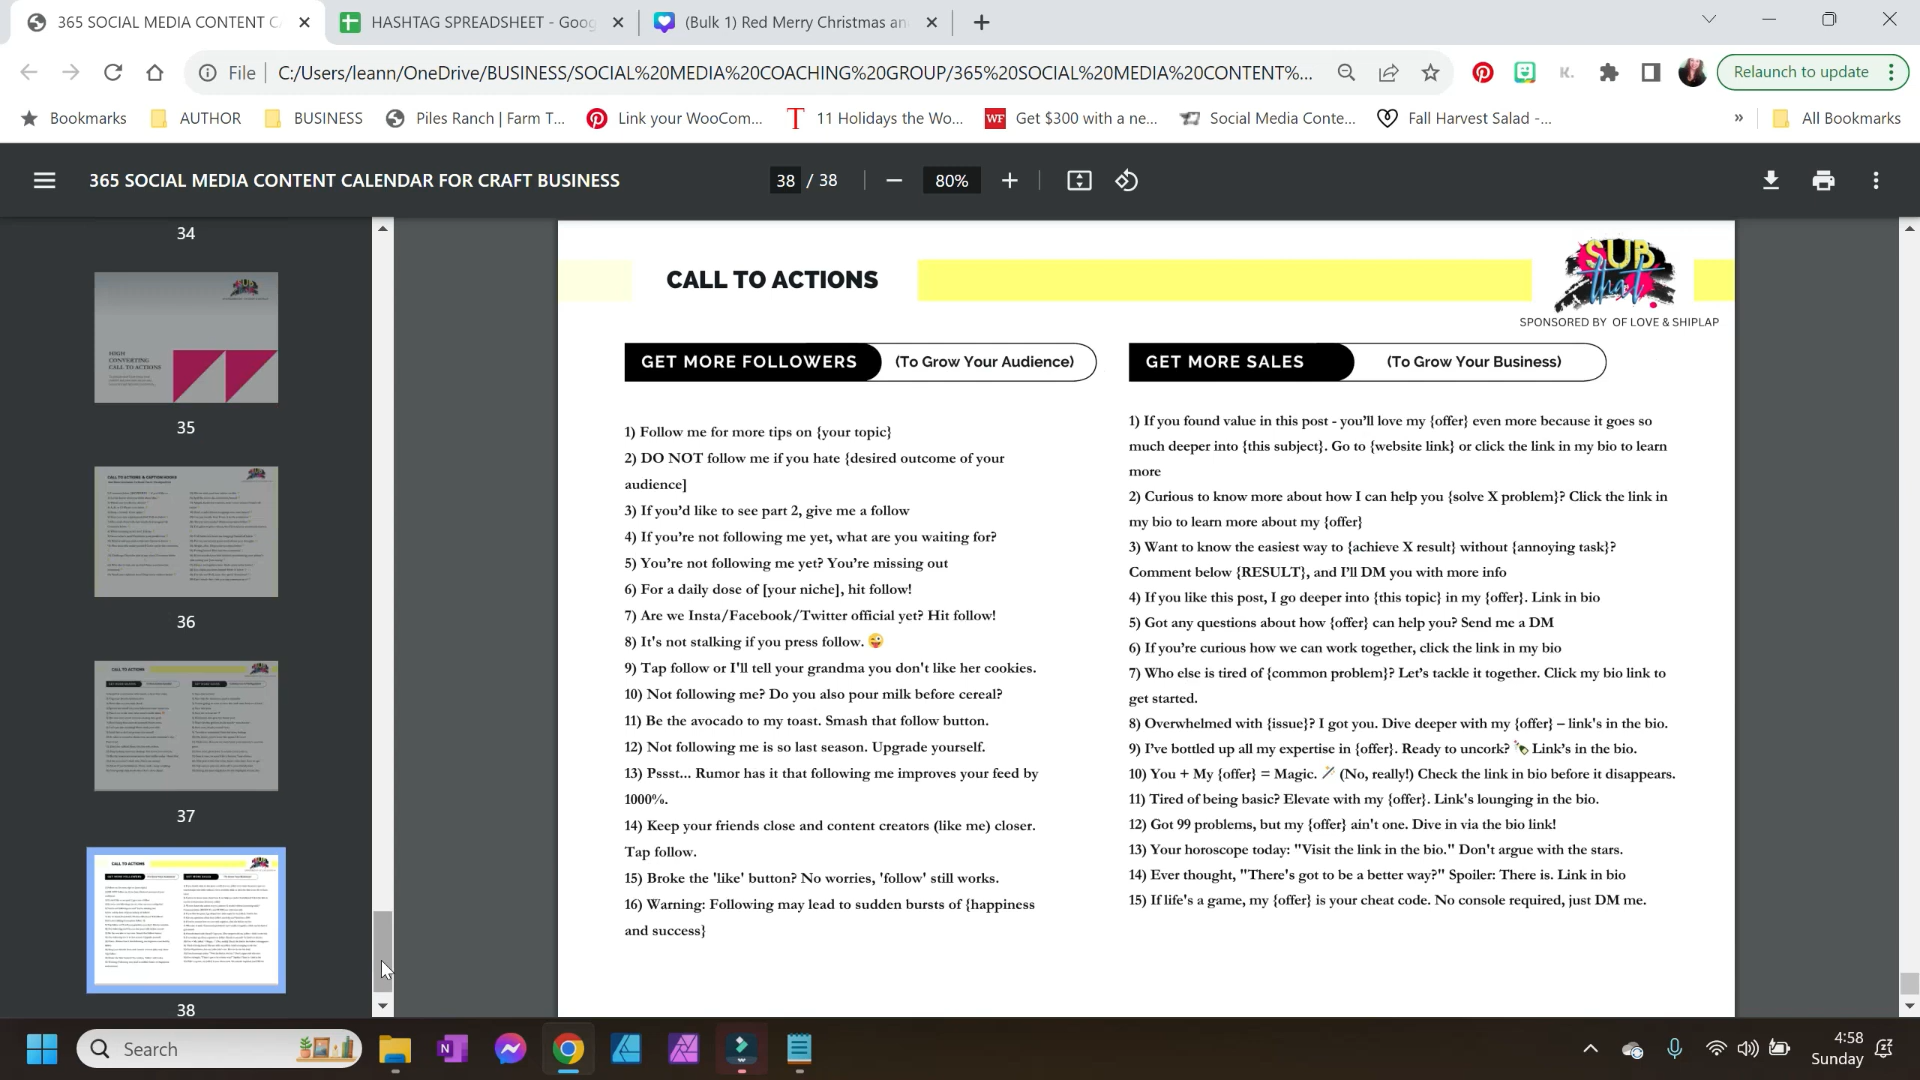 365 SOCIAL MEDIA CONTENT C
HASHTAG SPREADSHEET - Goog
(Bulk 1) Red Merry Christmas an
File
C:/Users/leann/OneDrive/BUSINESS/SOCIAL%20MEDIA%20COACHING%20GROUP/365%20SOCIAL%20MEDIA%20CONTENT%...
K.
Relaunch to update
Bookmarks
AUTHOR
BUSINESS
Piles Ranch | Farm T...
Link your WooCom...
11 Holidays the Wo...
WF Get $300 with a ne...
Social Media Conte...
Fall Harvest Salad -...
»
All Bookmarks
365 SOCIAL MEDIA CONTENT CALENDAR FOR CRAFT BUSINESS
38 / 38
80%
34
HIGH
CONVERTING
CALL TO ACTIONS
35
CALL TO ACTIONS & CAPTION HOOKS
36
CALL TO ACTIONS
37
CALL TO ACTIONS
38
CALL TO ACTIONS
SUB
that
SPONSORED BY OF LOVE & SHIPLAP
GET MORE FOLLOWERS (To Grow Your Audience)
1) Follow me for more tips on {your topic}
2) DO NOT follow me if you hate {desired outcome of your
audience]
3) If you’d like to see part 2, give me a follow
4) If you’re not following me yet, what are you waiting for?
5) You’re not following me yet? You’re missing out
6) For a daily dose of [your niche], hit follow!
7) Are we Insta/Facebook/Twitter official yet? Hit follow!
8) It's not stalking if you press follow. 😜
9) Tap follow or I'll tell your grandma you don't like her cookies.
10) Not following me? Do you also pour milk before cereal?
11) Be the avocado to my toast. Smash that follow button.
12) Not following me is so last season. Upgrade yourself.
13) Pssst... Rumor has it that following me improves your feed by
1000%.
14) Keep your friends close and content creators (like me) closer.
Tap follow.
15) Broke the 'like' button? No worries, 'follow' still works.
16) Warning: Following may lead to sudden bursts of {happiness
and success}
GET MORE SALES (To Grow Your Business)
1) If you found value in this post - you’ll love my {offer} even more because it goes so
much deeper into {this subject}. Go to {website link} or click the link in my bio to learn
more
2) Curious to know more about how I can help you {solve X problem}? Click the link in
my bio to learn more about my {offer}
3) Want to know the easiest way to {achieve X result} without {annoying task}?
Comment below {RESULT}, and I’ll DM you with more info
4) If you like this post, I go deeper into {this topic} in my {offer}. Link in bio
5) Got any questions about how {offer} can help you? Send me a DM
6) If you’re curious how we can work together, click the link in my bio
7) Who else is tired of {common problem}? Let’s tackle it together. Click my bio link to
get started.
8) Overwhelmed with {issue}? I got you. Dive deeper with my {offer} – link's in the bio.
9) I’ve bottled up all my expertise in {offer}. Ready to uncork? 🍾 Link’s in the bio.
10) You + My {offer} = Magic. 🪄 (No, really!) Check the link in bio before it disappears.
11) Tired of being basic? Elevate with my {offer}. Link's lounging in the bio.
12) Got 99 problems, but my {offer} ain't one. Dive in via the bio link!
13) Your horoscope today: "Visit the link in the bio." Don't argue with the stars.
14) Ever thought, "There's got to be a better way?" Spoiler: There is. Link in bio
15) If life's a game, my {offer} is your cheat code. No console required, just DM me.
Search
4:58
Sunday